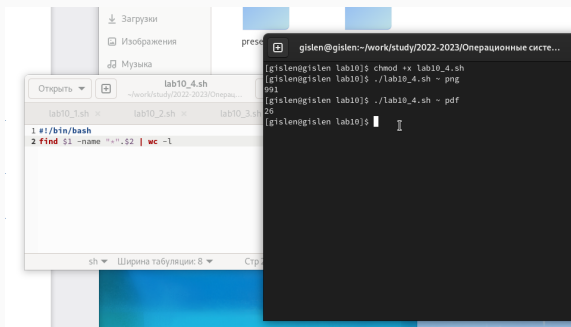 Загрузки
Изображения
Музыка
prese
Открыть
lab10_4.sh
~/work/study/2022-2023/Операц...
lab10_1.sh ×
lab10_2.sh ×
lab10_3.sh
1 #!/bin/bash
2 find $1 -name "*".$2 | wc -l
sh
Ширина табуляции: 8
Стр
gislen@gislen:~/work/study/2022-2023/Операционные систе...
[gislen@gislen lab10]$ chmod +x lab10_4.sh
[gislen@gislen lab10]$ ./lab10_4.sh ~ png
991
[gislen@gislen lab10]$ ./lab10_4.sh ~ pdf
26
[gislen@gislen lab10]$